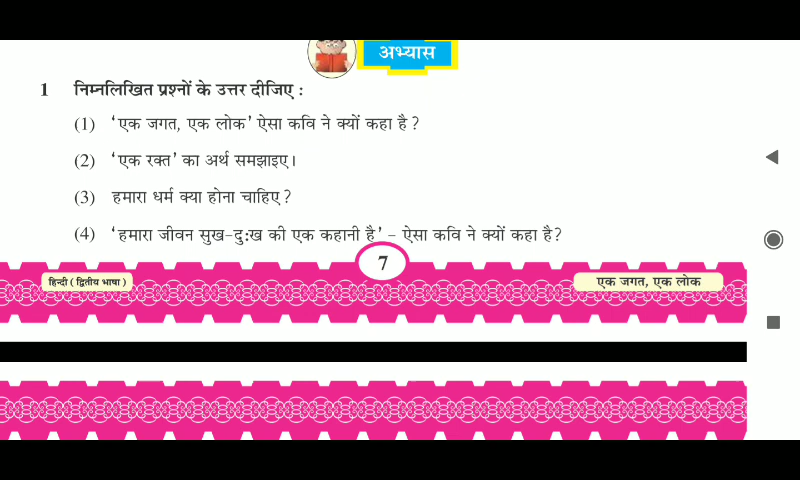 अभ्यास
1 निम्नलिखित प्रश्नों के उत्तर दीजिए :
(1) ‘एक जगत, एक लोक’ ऐसा कवि ने क्यों कहा है ?
(2) ‘एक रक्त’ का अर्थ समझाइए।
(3) हमारा धर्म क्या होना चाहिए ?
(4) ‘हमारा जीवन सुख-दुःख की एक कहानी है’ – ऐसा कवि ने क्यों कहा है?
7
हिन्दी ( द्वितीय भाषा )
एक जगत, एक लोक